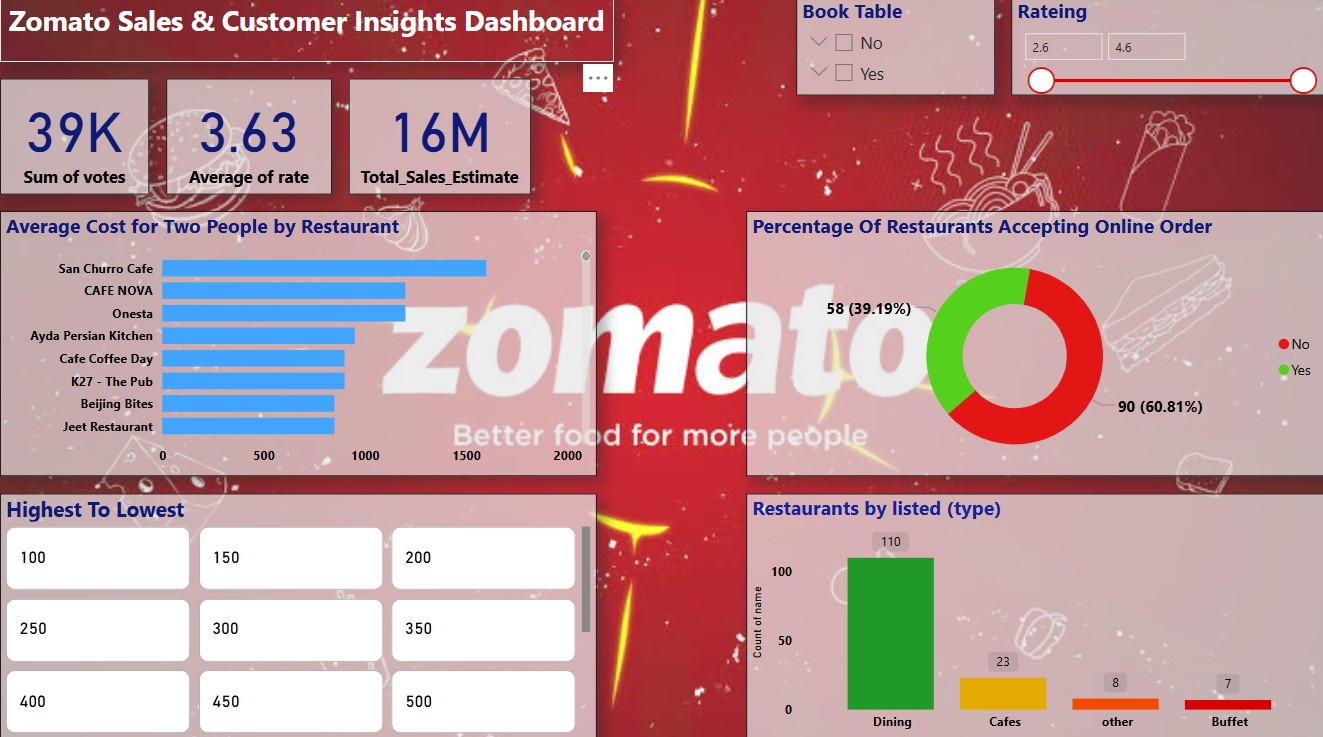 Zomato Sales & Customer Insights Dashboard
Book Table
No
Yes
Rateing
2.6
4.6
39K
Sum of votes
3.63
Average of rate
16M
Total_Sales_Estimate
Average Cost for Two People by Restaurant
San Churro Cafe
CAFE NOVA
Onesta
Ayda Persian Kitchen
Cafe Coffee Day
K27 - The Pub
Beijing Bites
Jeet Restaurant
0 500 1000 1500 2000
zomato
Better food for more people
Percentage Of Restaurants Accepting Online Order
58 (39.19%)
90 (60.81%)
No
Yes
Highest To Lowest
100 150 200
250 300 350
400 450 500
Restaurants by listed (type)
Count of name
100
50
0
110
23
8
7
Dining Cafes other Buffet